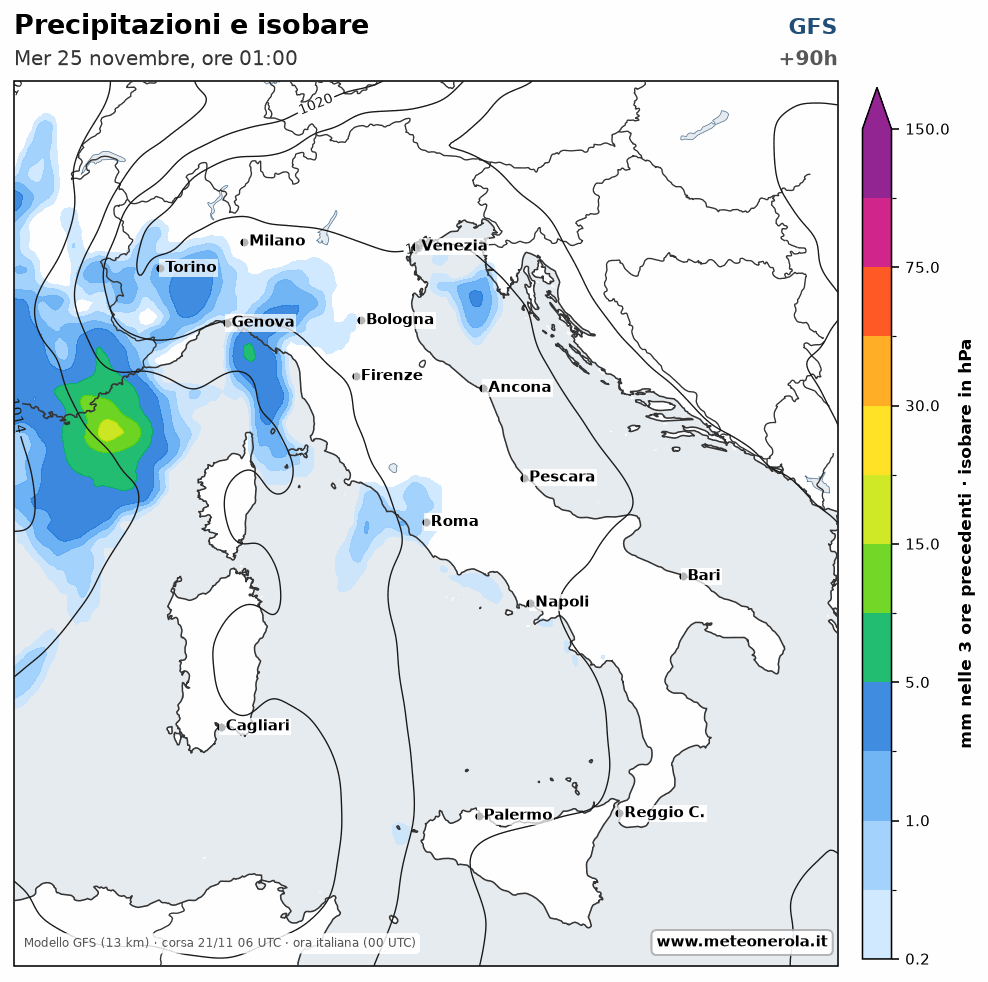 Precipitazioni e isobare
GFS
Mer 25 novembre, ore 01:00
+90h
1020
150.0
Milano
Venezia
Torino
75.0
Genova
Bologna
Firenze
Ancona
30.0
1014
Pescara
Roma
15.0
Bari
Napoli
5.0
Cagliari
Palermo
Reggio C.
1.0
mm nelle 3 ore precedenti · isobare in hPa
Modello GFS (13 km) · corsa 21/11 06 UTC · ora italiana (00 UTC)
www.meteonerola.it
0.2